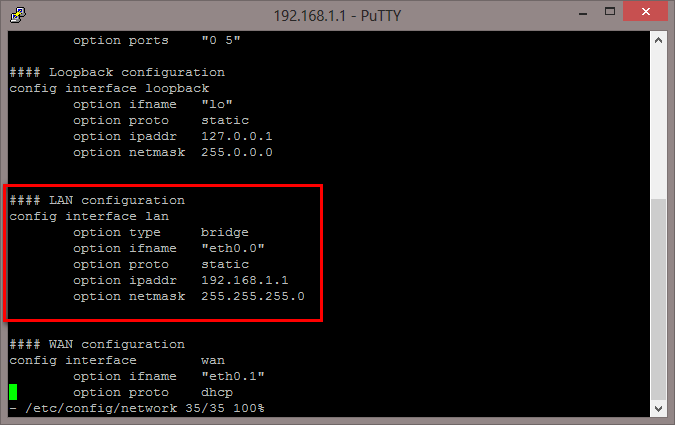 192.168.1.1 - PuTTY
option ports "0 5"
#### Loopback configuration
config interface loopback
option ifname "lo"
option proto static
option ipaddr 127.0.0.1
option netmask 255.0.0.0
#### LAN configuration
config interface lan
option type bridge
option ifname "eth0.0"
option proto static
option ipaddr 192.168.1.1
option netmask 255.255.255.0
#### WAN configuration
config interface wan
option ifname "eth0.1"
option proto dhcp
- /etc/config/network 35/35 100%